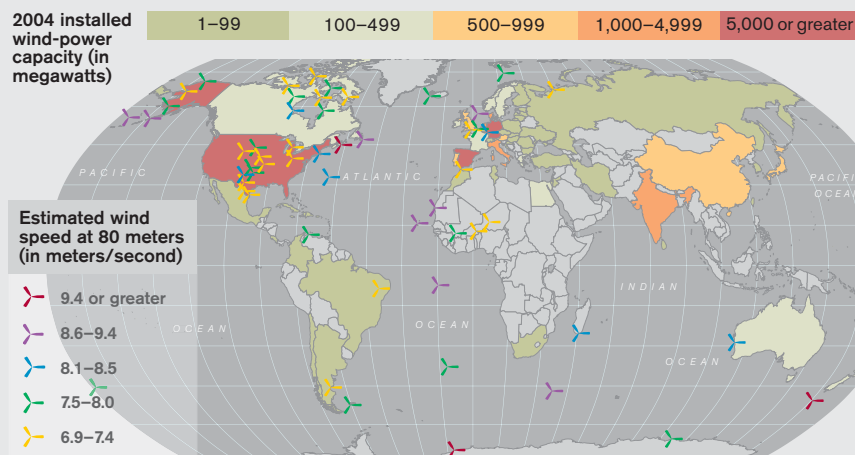 2004 installed
wind-power
capacity (in
megawatts)
1–99
100–499
500–999
1,000–4,999
5,000 or greater
PACIFIC
ATLANTIC
PACIFI
OCEA
Estimated wind
speed at 80 meters
(in meters/second)
9.4 or greater
8.6–9.4
8.1–8.5
7.5–8.0
6.9–7.4
INDIAN
OCEAN
OCEAN
OCEAN